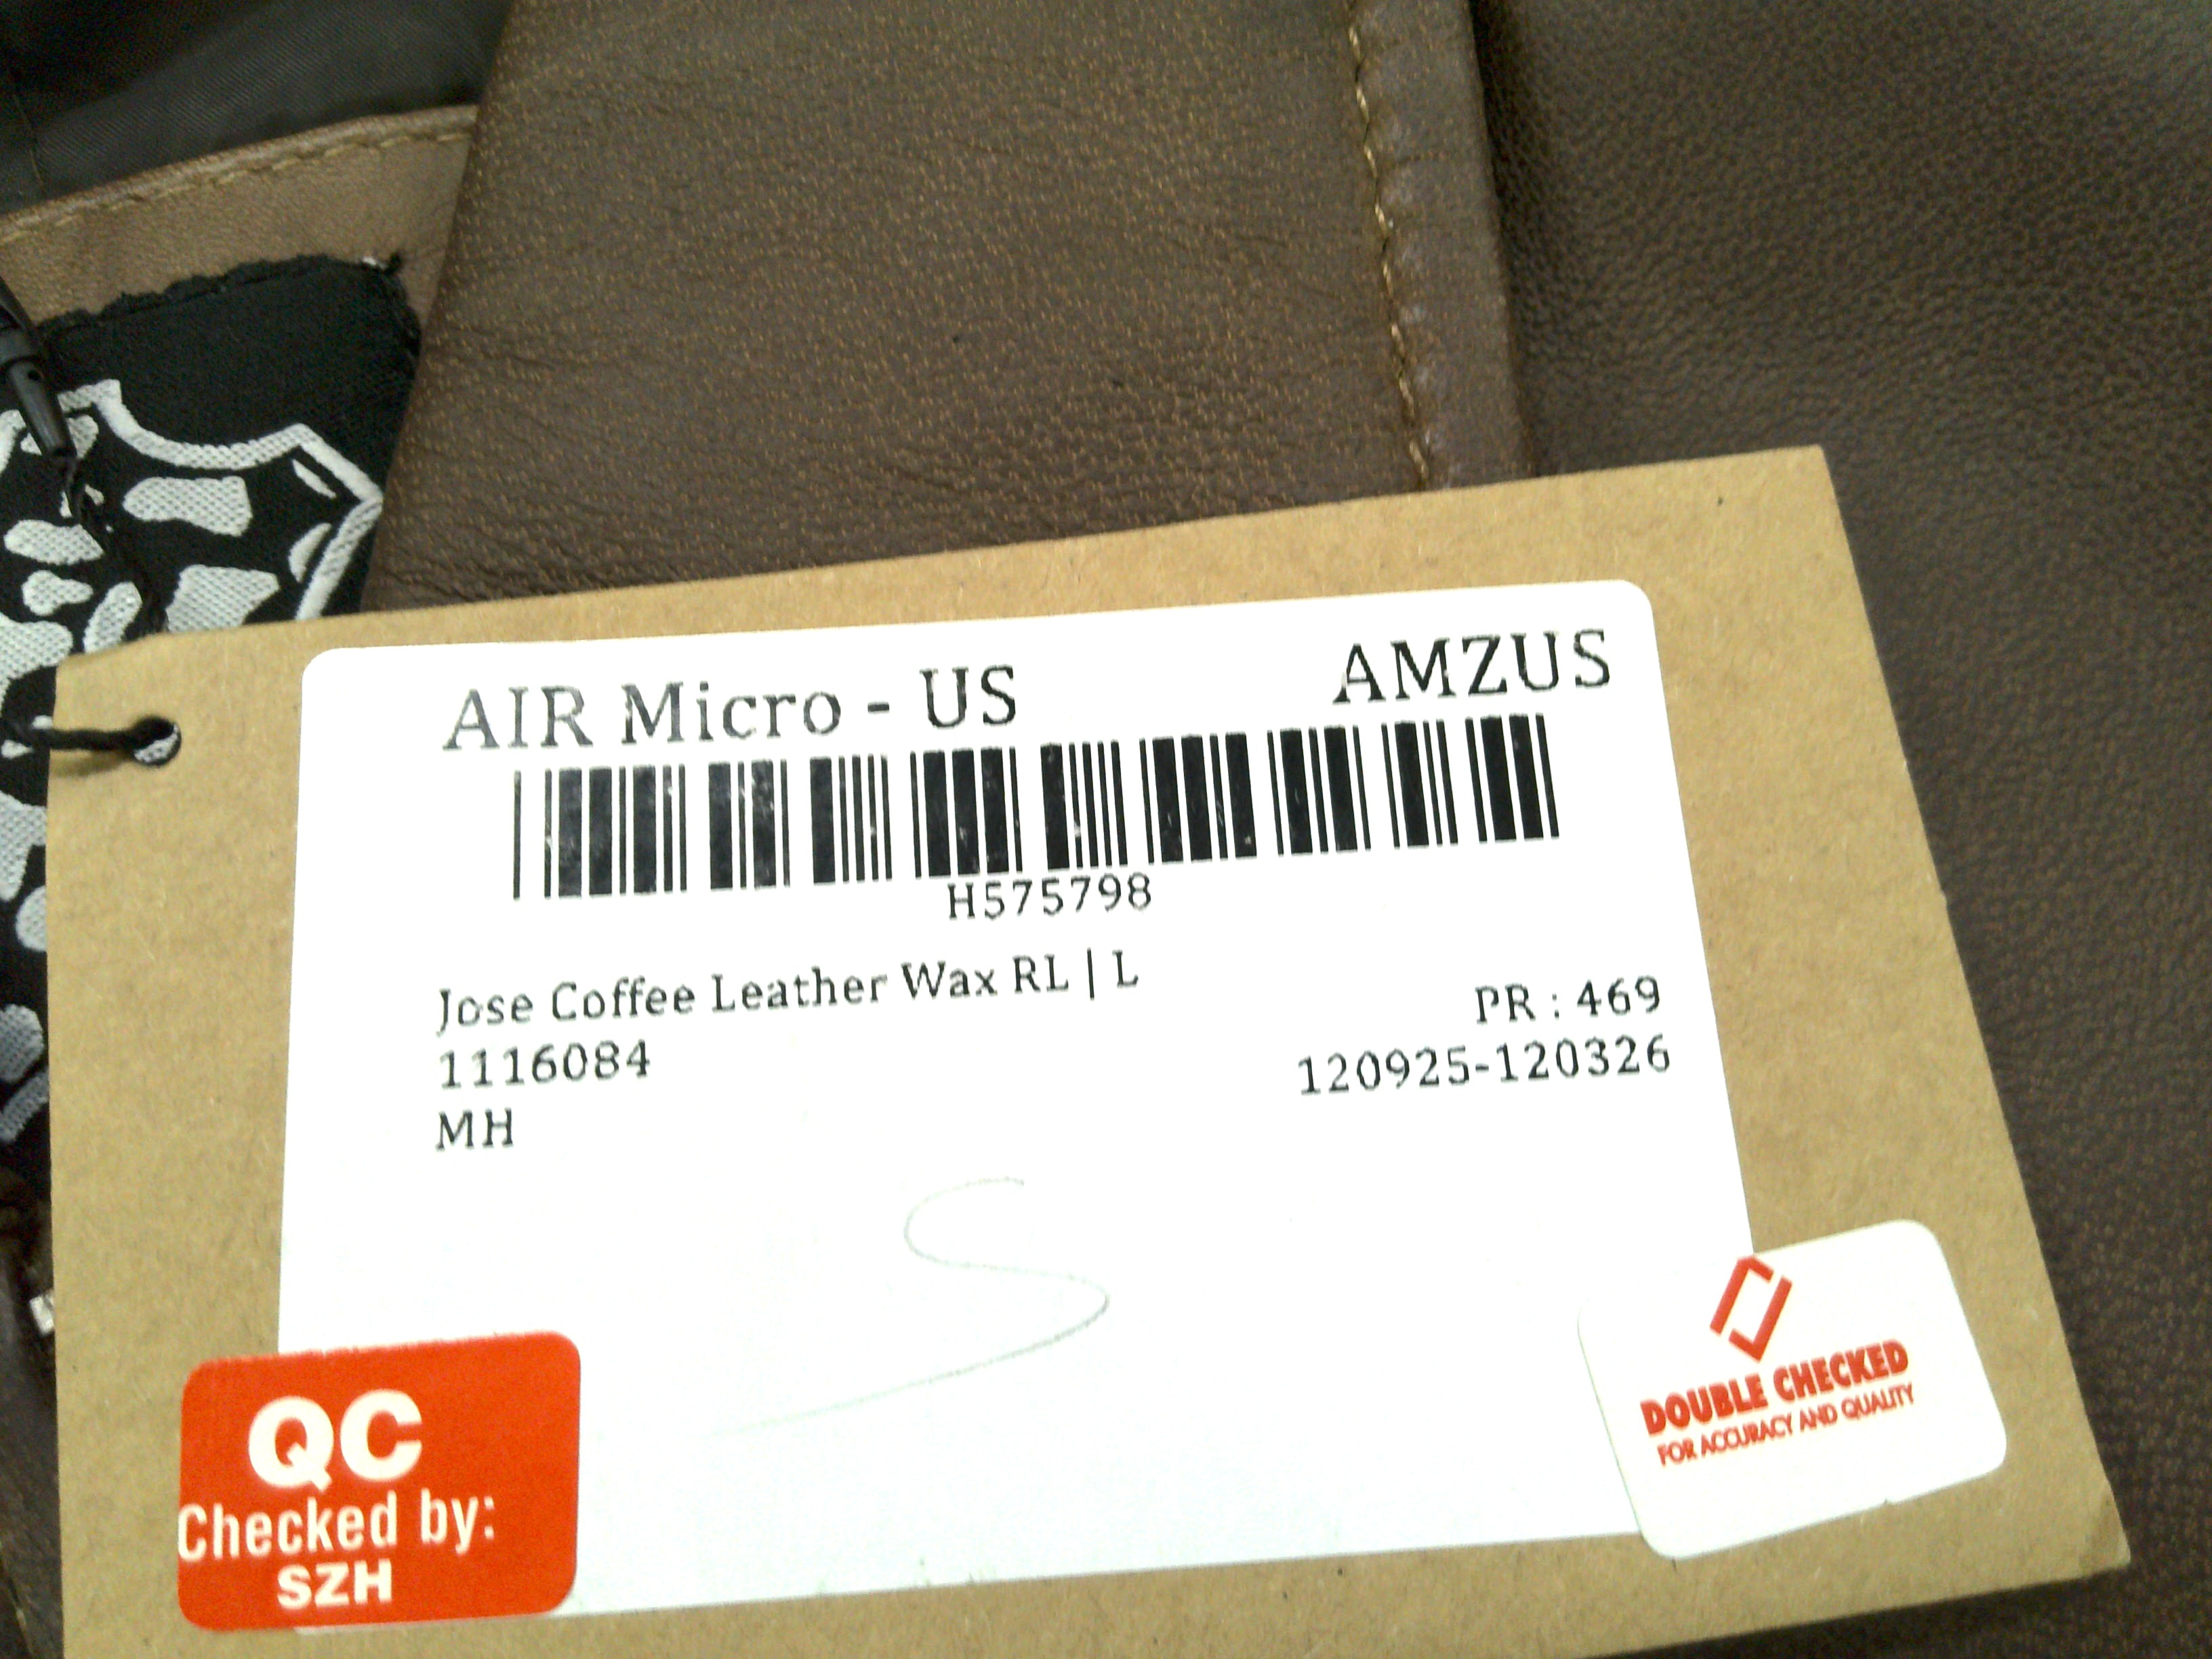 AIR Micro - US AMZUS
H575798
Jose Coffee Leather Wax RL | L
PR : 469
1116084
120925-120326
MH
S
QC
Checked by:
SZH
DOUBLE CHECKED
FOR ACCURACY AND QUALITY